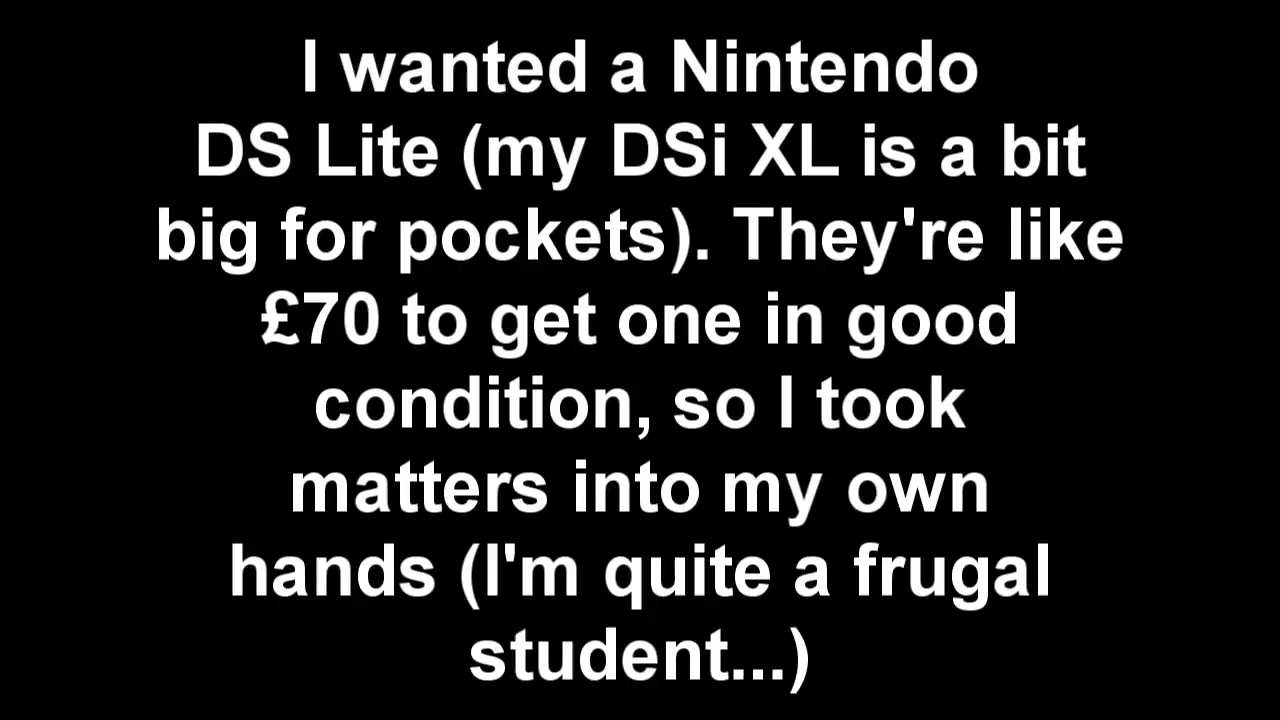 I wanted a Nintendo
DS Lite (my DSi XL is a bit
big for pockets). They're like
£70 to get one in good
condition, so I took
matters into my own
hands (I'm quite a frugal
student...)